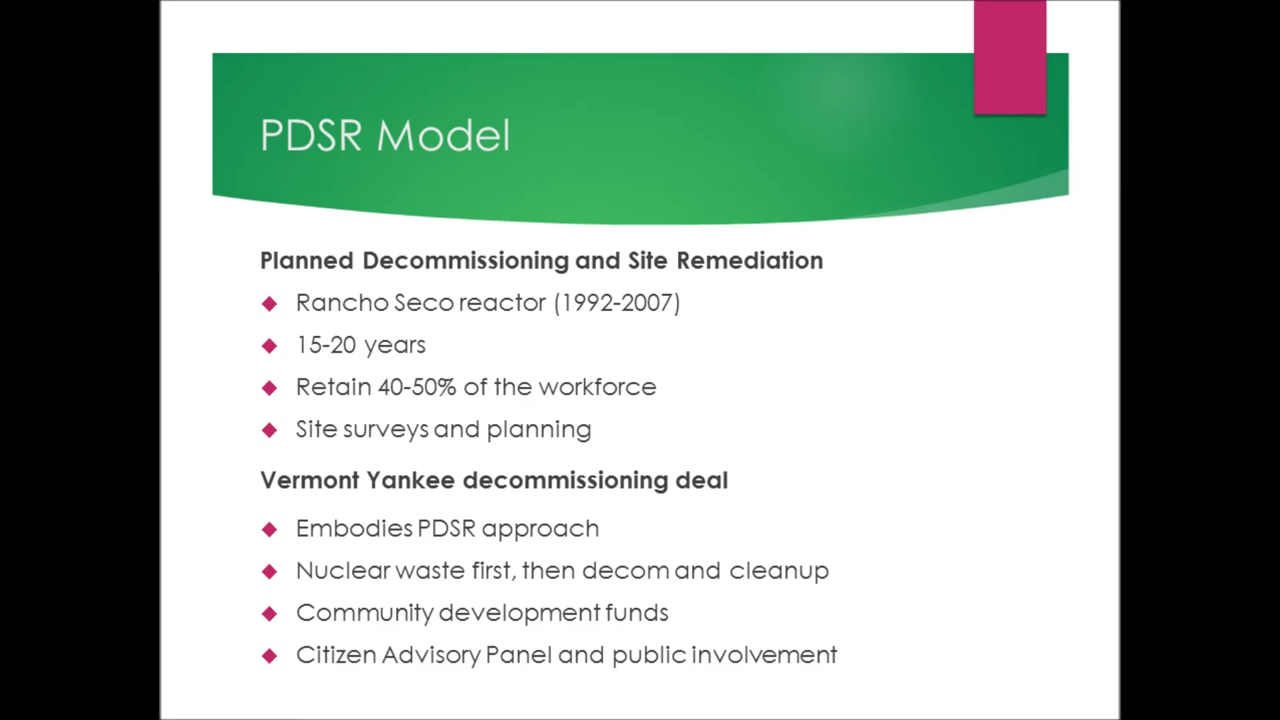 PDSR Model
Planned Decommissioning and Site Remediation
Rancho Seco reactor (1992-2007)
15-20 years
Retain 40-50% of the workforce
Site surveys and planning
Vermont Yankee decommissioning deal
Embodies PDSR approach
Nuclear waste first, then decom and cleanup
Community development funds
Citizen Advisory Panel and public involvement